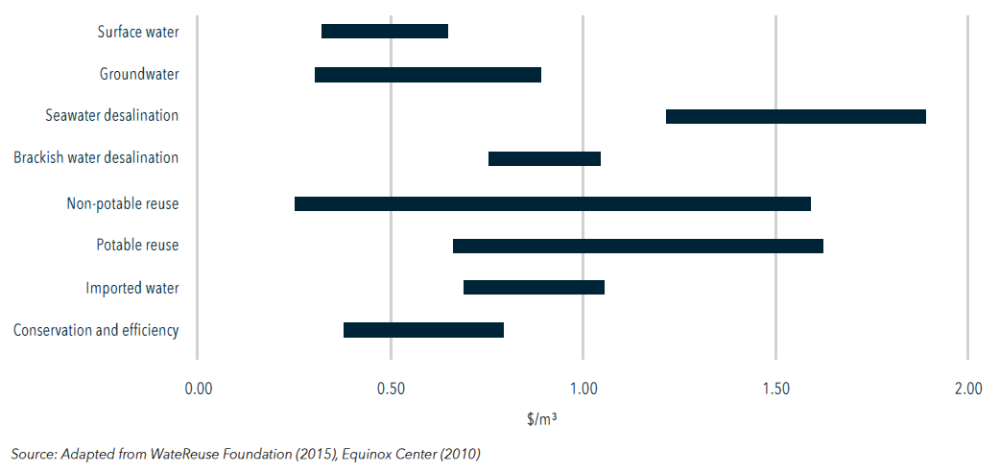 Surface water
Groundwater
Seawater desalination
Brackish water desalination
Non-potable reuse
Potable reuse
Imported water
Conservation and efficiency
0.00 0.50 1.00 1.50 2.00
$/m³
Source: Adapted from WateReuse Foundation (2015), Equinox Center (2010)